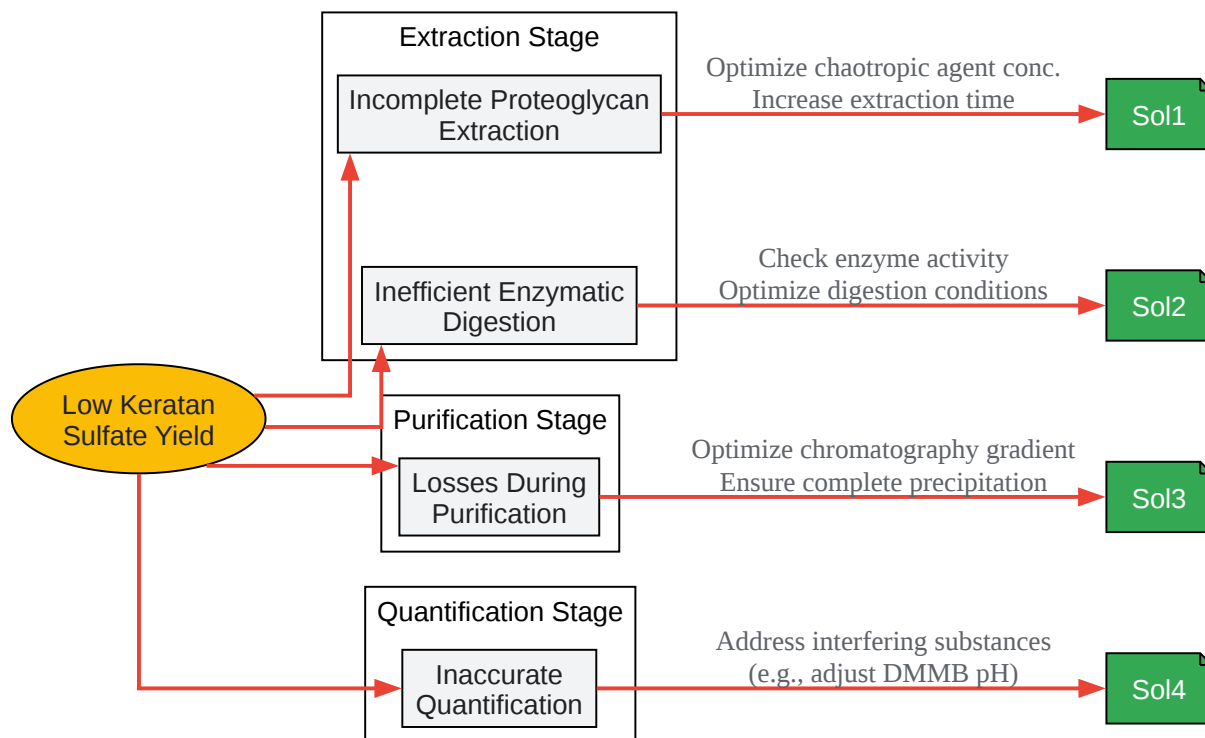 Extraction Stage
Incomplete Proteoglycan
Extraction
Optimize chaotropic agent conc.
Increase extraction time
Sol1
Inefficient Enzymatic
Digestion
Check enzyme activity
Optimize digestion conditions
Sol2
Low Keratan
Sulfate Yield
Purification Stage
Losses During
Purification
Optimize chromatography gradient
Ensure complete precipitation
Sol3
Quantification Stage
Inaccurate
Quantification
Address interfering substances
(e.g., adjust DMMB pH)
Sol4